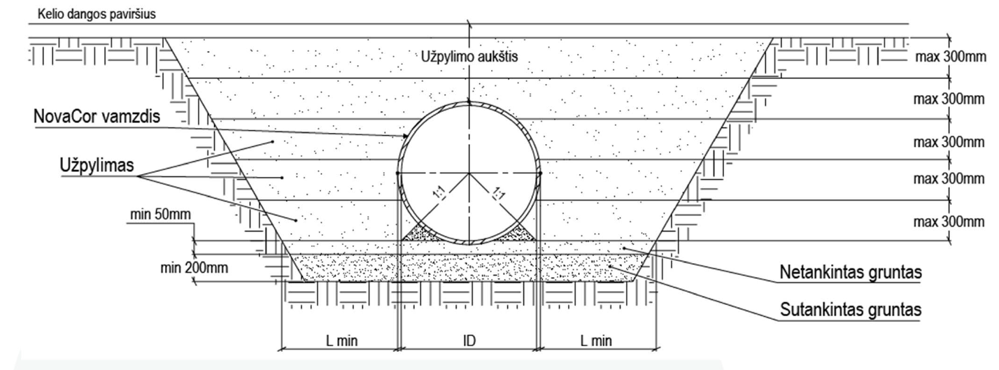 Kelio dangos paviršius
Užpylimo aukštis
max 300mm
max 300mm
NovaCor vamzdis
max 300mm
Užpylimas
max 300mm
1:1
1:1
min 50mm
max 300mm
min 200mm
Netankintas gruntas
Sutankintas gruntas
L min
ID
L min